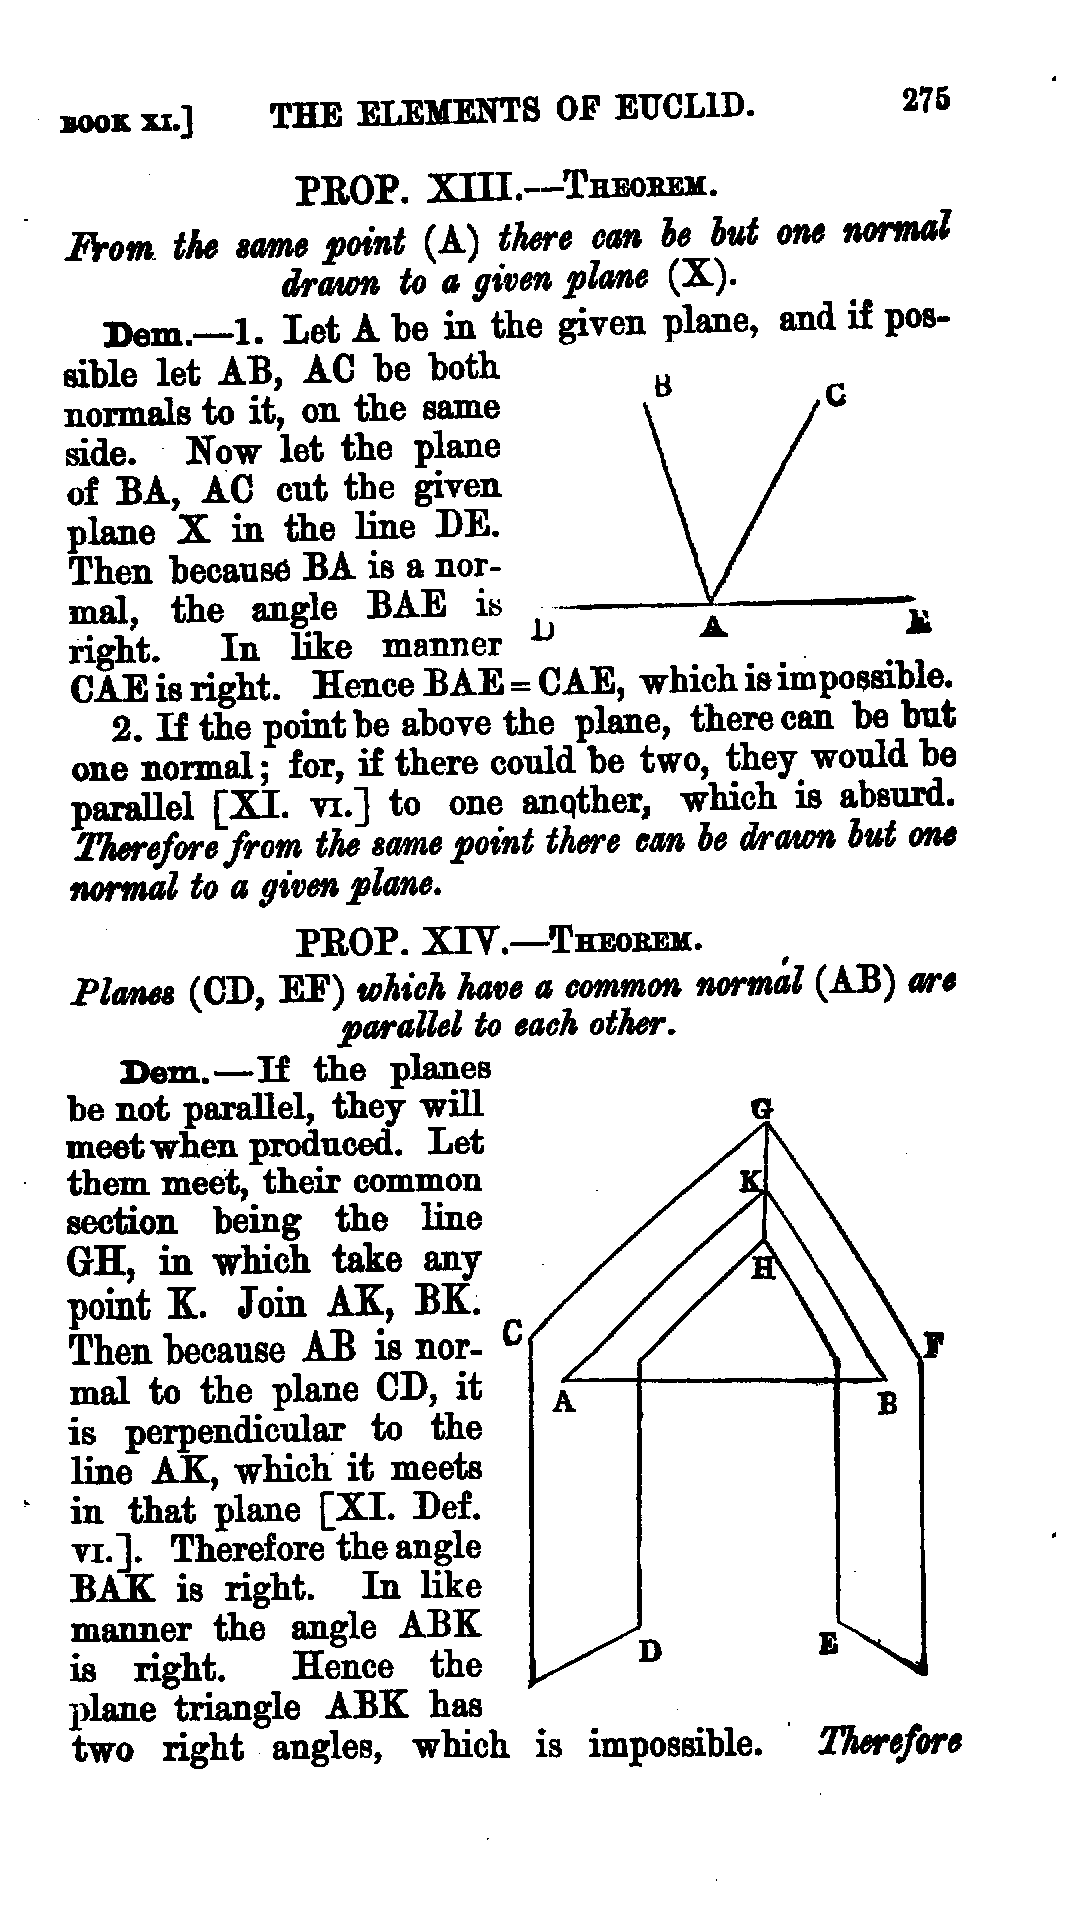 BOOK XI.] THE ELEMENTS OF EUCLID. 275
PROP. XIII.—THEOREM.
From the same point (A) there can be but one normal
drawn to a given plane (X).
Dem.—1. Let A be in the given plane, and if pos-
sible let AB, AC be both
normals to it, on the same
side. Now let the plane
of BA, AC cut the given
plane X in the line DE.
Then because BA is a nor-
mal, the angle BAE is
right. In like manner
CAE is right. Hence BAE = CAE, which is impossible.
B
C
D
A
E
2. If the point be above the plane, there can be but
one normal; for, if there could be two, they would be
parallel [XI. VI.] to one another, which is absurd.
Therefore from the same point there can be drawn but one
normal to a given plane.
PROP. XIV.—THEOREM.
Planes (CD, EF) which have a common normal (AB) are
parallel to each other.
Dem.—If the planes
be not parallel, they will
meet when produced. Let
them meet, their common
section being the line
GH, in which take any
point K. Join AK, BK.
Then because AB is nor-
mal to the plane CD, it
is perpendicular to the
line AK, which it meets
in that plane [XI. Def.
VI.]. Therefore the angle
BAK is right. In like
manner the angle ABK
is right. Hence the
plane triangle ABK has
two right angles, which is impossible. Therefore
G
K
H
C
F
A
B
D
E